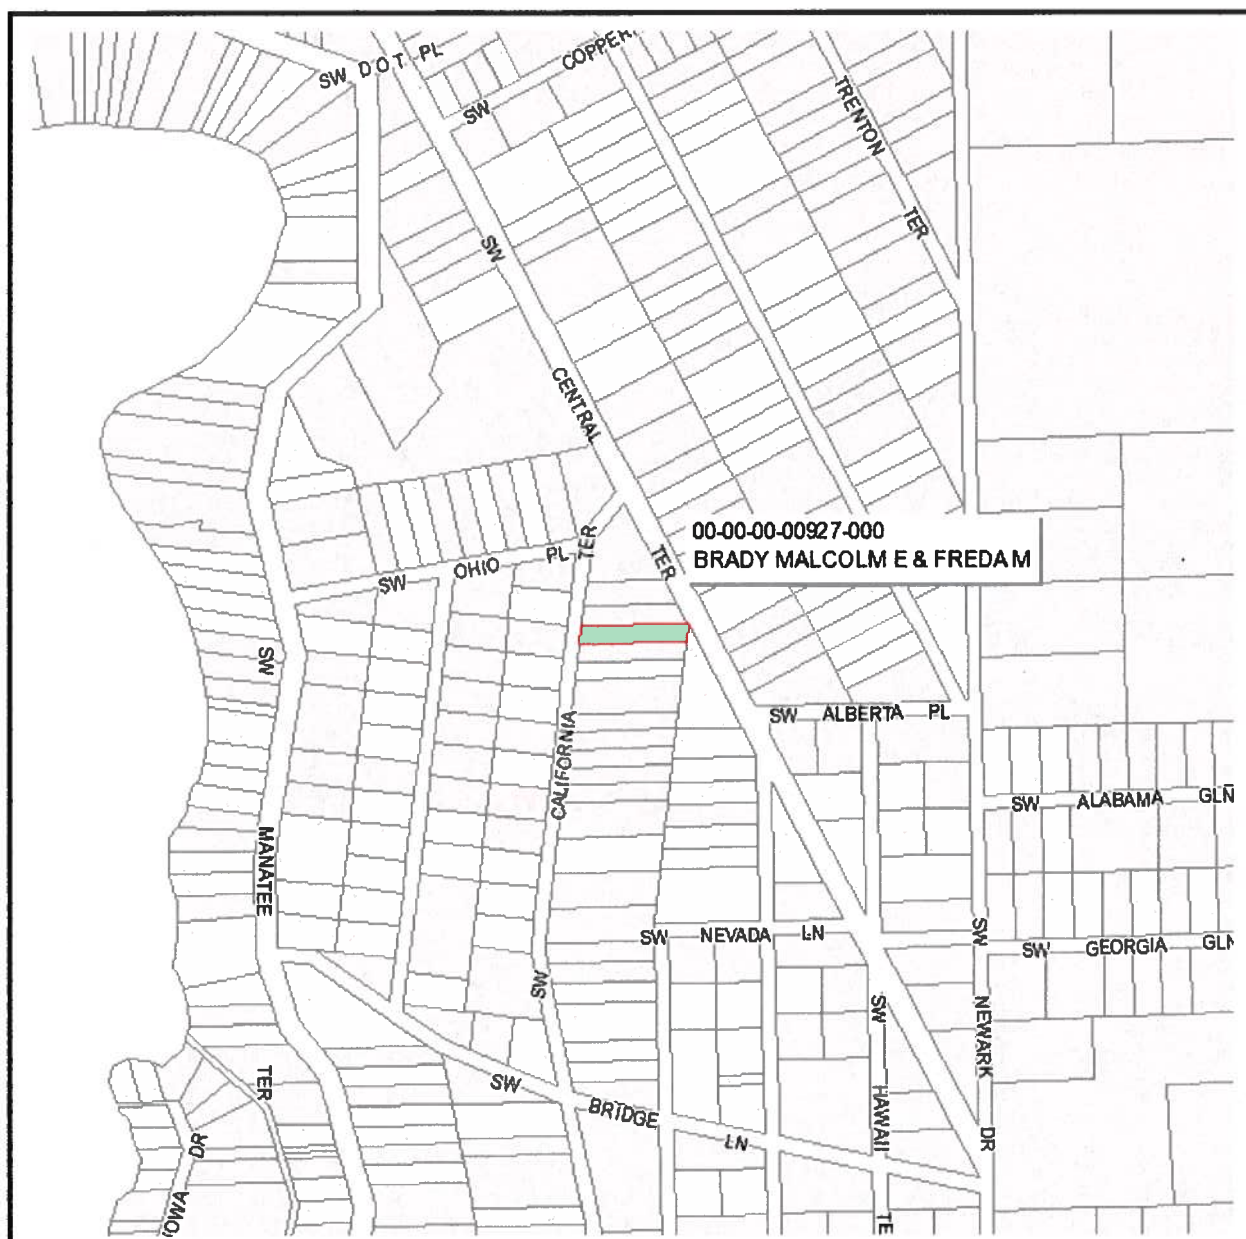 SW DOT PL
SW COPPER
TRENTON TER
SW CENTRAL TER
00-00-00-00927-000
BRADY MALCOLM E & FREDA M
SW OHIO PL
SW CALIFORNIA TER
SW MANATEE TER
SW ALBERTA PL
SW ALABAMA GLN
SW NEVADA LN
SW GEORGIA GLN
SW NEWARK DR
SW HAWAII TE
SW BRIDGE LN
IOWA DR